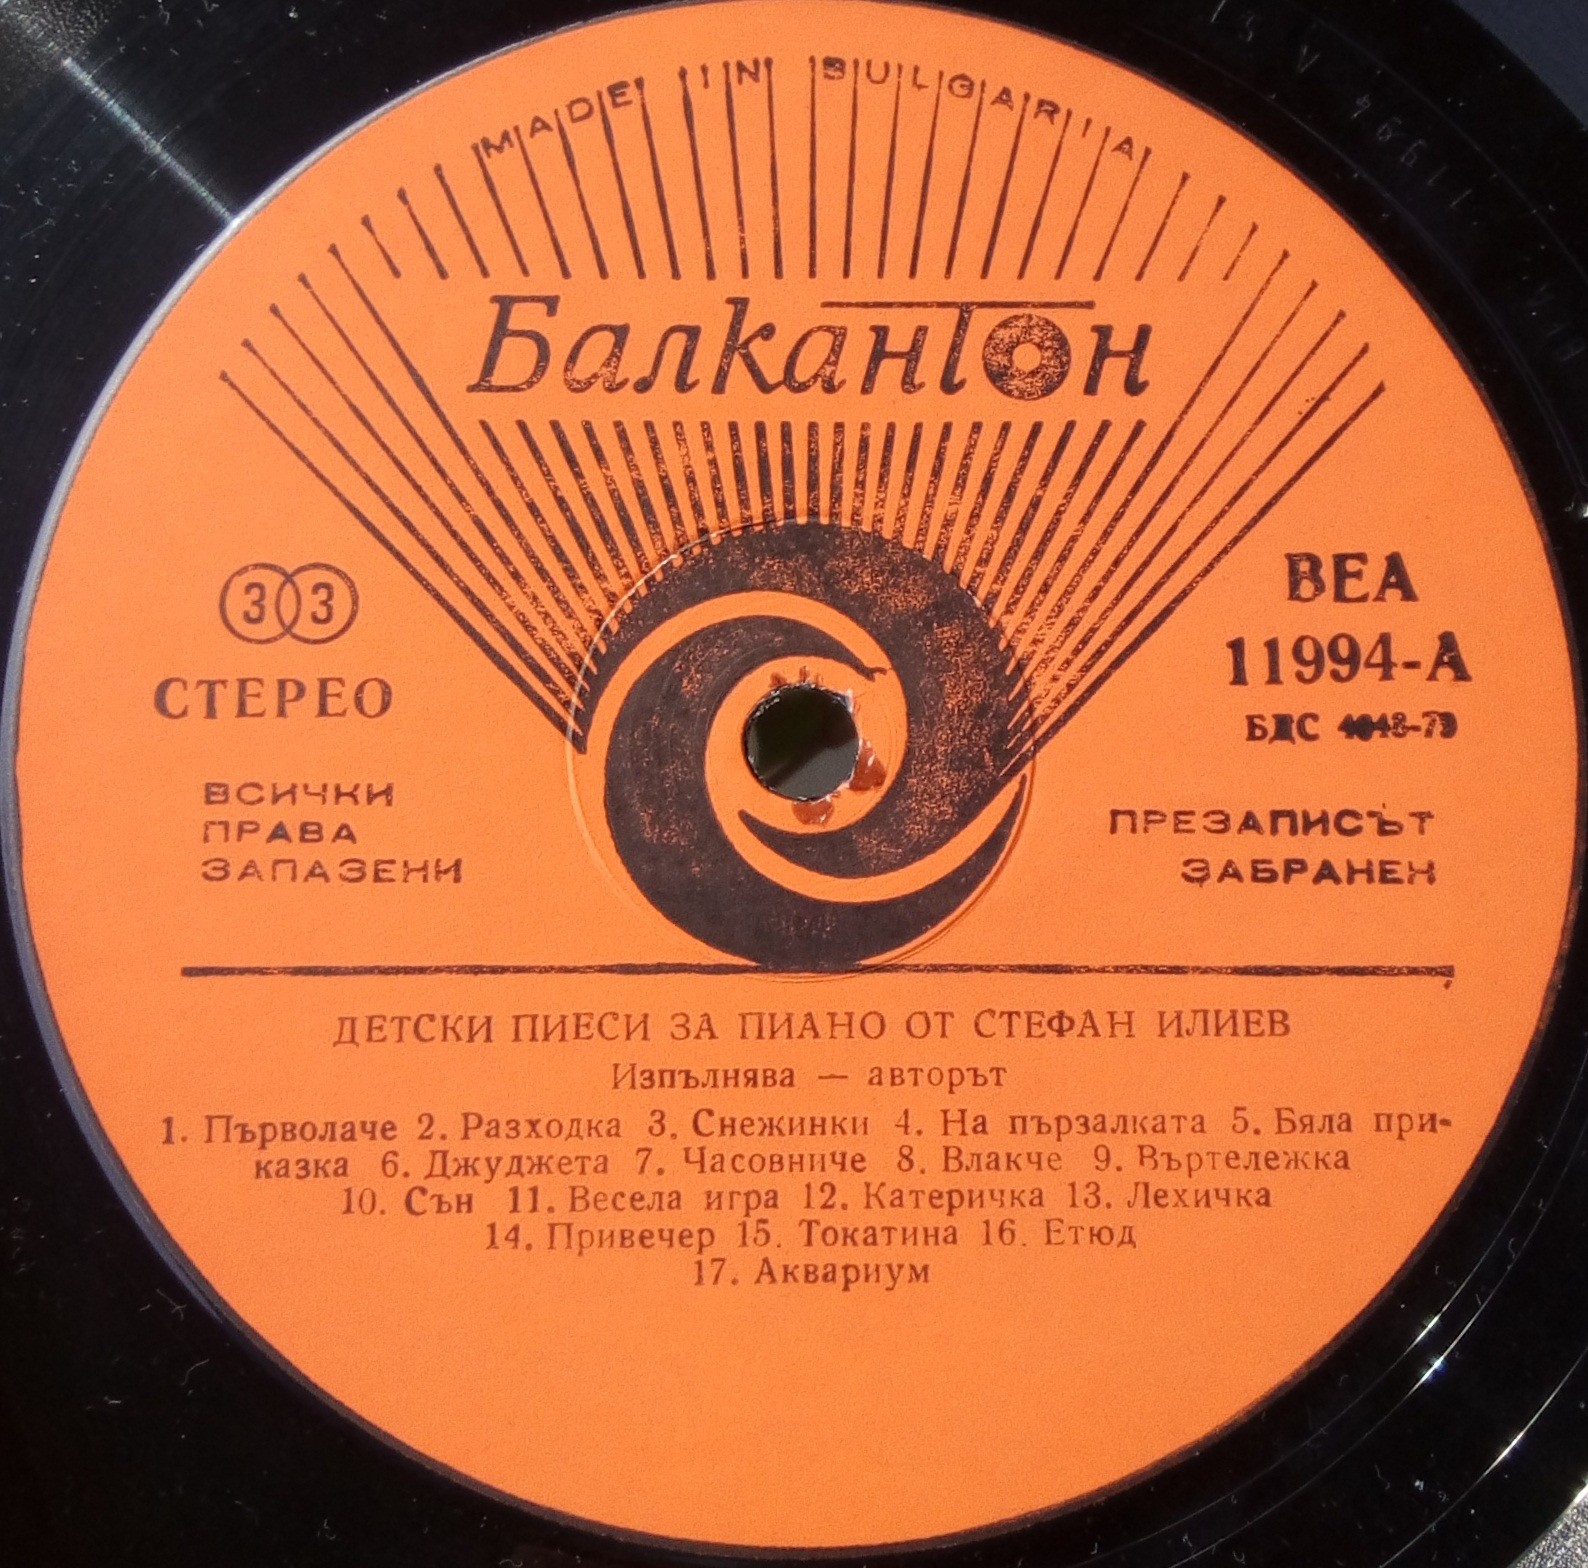 MADE IN BULGARIA
Балкантон
33
СТЕРЕО
ВСИЧКИ
ПРАВА
ЗАПАЗЕНИ
ВЕА
11994-А
БДС
ПРЕЗАПИСЪТ
ЗАБРАНЕН
ДЕТСКИ ПИЕСИ ЗА ПИАНО ОТ СТЕФАН ИЛИЕВ
Изпълнява — авторът
1. Първолаче 2. Разходка 3. Снежинки 4. На пързалката 5. Бяла при-
казка 6. Джуджета 7. Часовниче 8. Влакче 9. Въртележка
10. Сън 11. Весела игра 12. Катеричка 13. Лехичка
14. Привечер 15. Токатина 16. Етюд
17. Аквариум